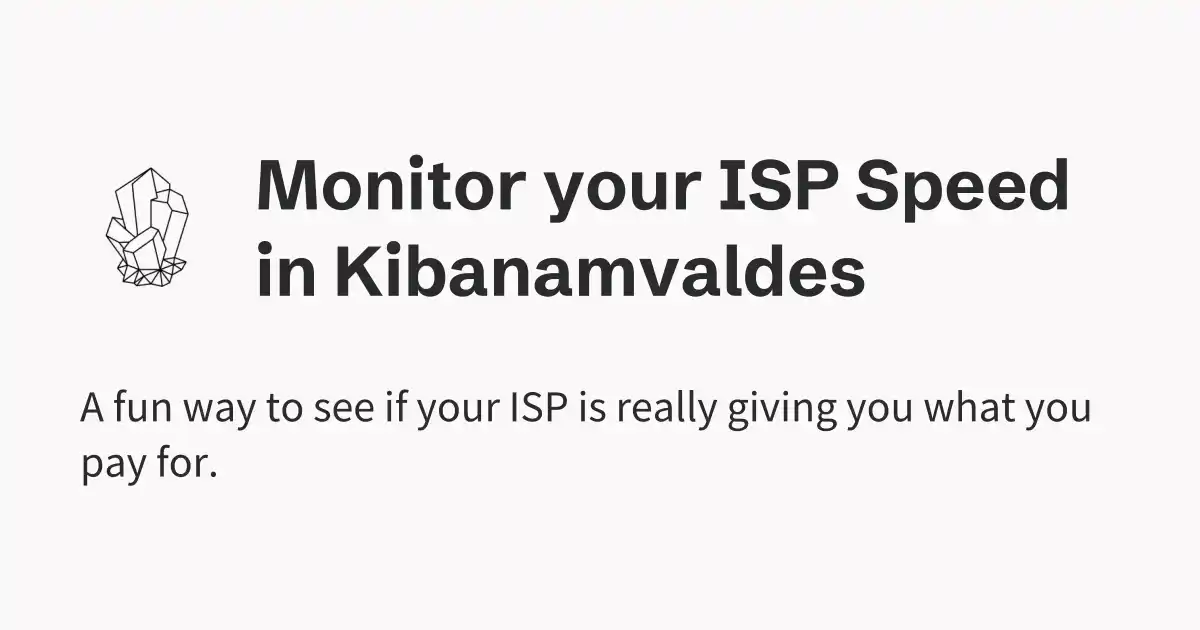 Monitor your ISP Speed
in Kibanamvaldes
A fun way to see if your ISP is really giving you what you
pay for.